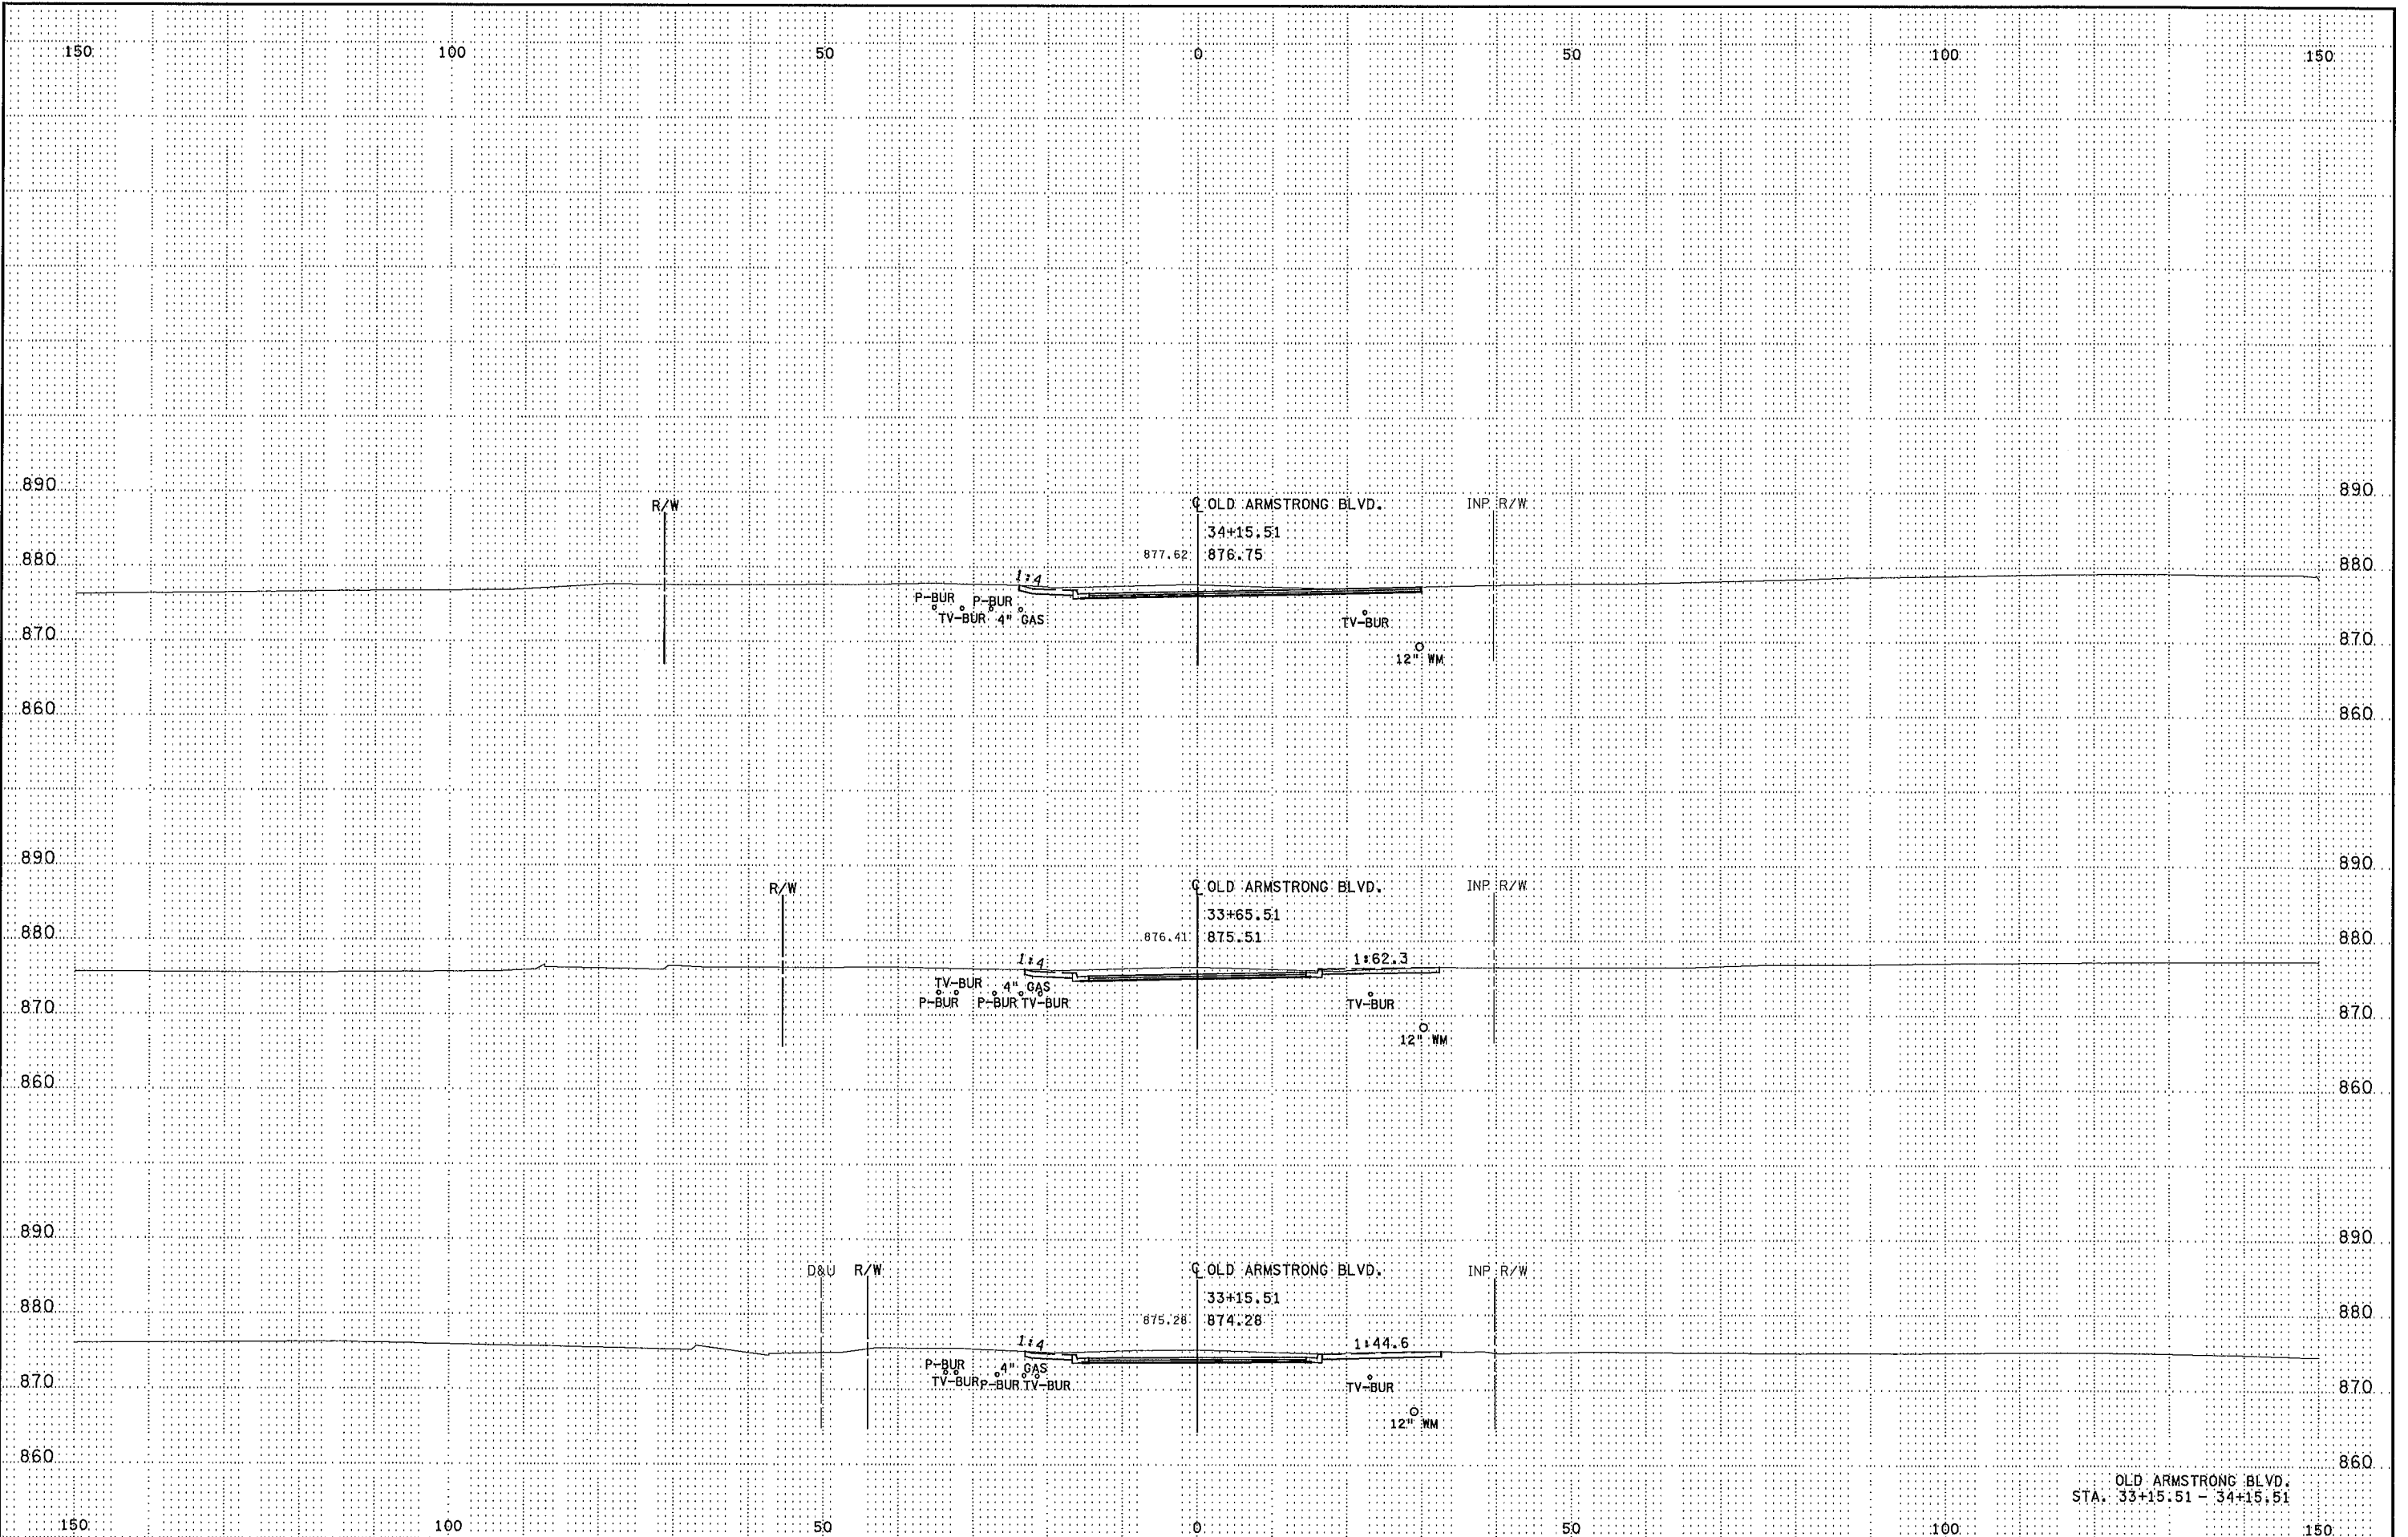 150 100 50 0 50 100 150
890 890
R/W ℄ OLD ARMSTRONG BLVD. INP R/W
34+15.51
877.62 876.75
880 880
1:4
P-BUR P-BUR
TV-BUR 4" GAS TV-BUR
870 870
12" WM
860 860
890 890
R/W ℄ OLD ARMSTRONG BLVD. INP R/W
33+65.51
876.41 875.51
880 880
1:4 1:62.3
TV-BUR 4" GAS
P-BUR P-BUR TV-BUR TV-BUR
870 870
12" WM
860 860
890 890
D&U R/W ℄ OLD ARMSTRONG BLVD. INP R/W
33+15.51
875.28 874.28
880 880
1:4 1:44.6
P-BUR 4" GAS
TV-BUR P-BUR TV-BUR TV-BUR
870 870
12" WM
860 860
OLD ARMSTRONG BLVD.
STA. 33+15.51 - 34+15.51
150 100 50 0 50 100 150